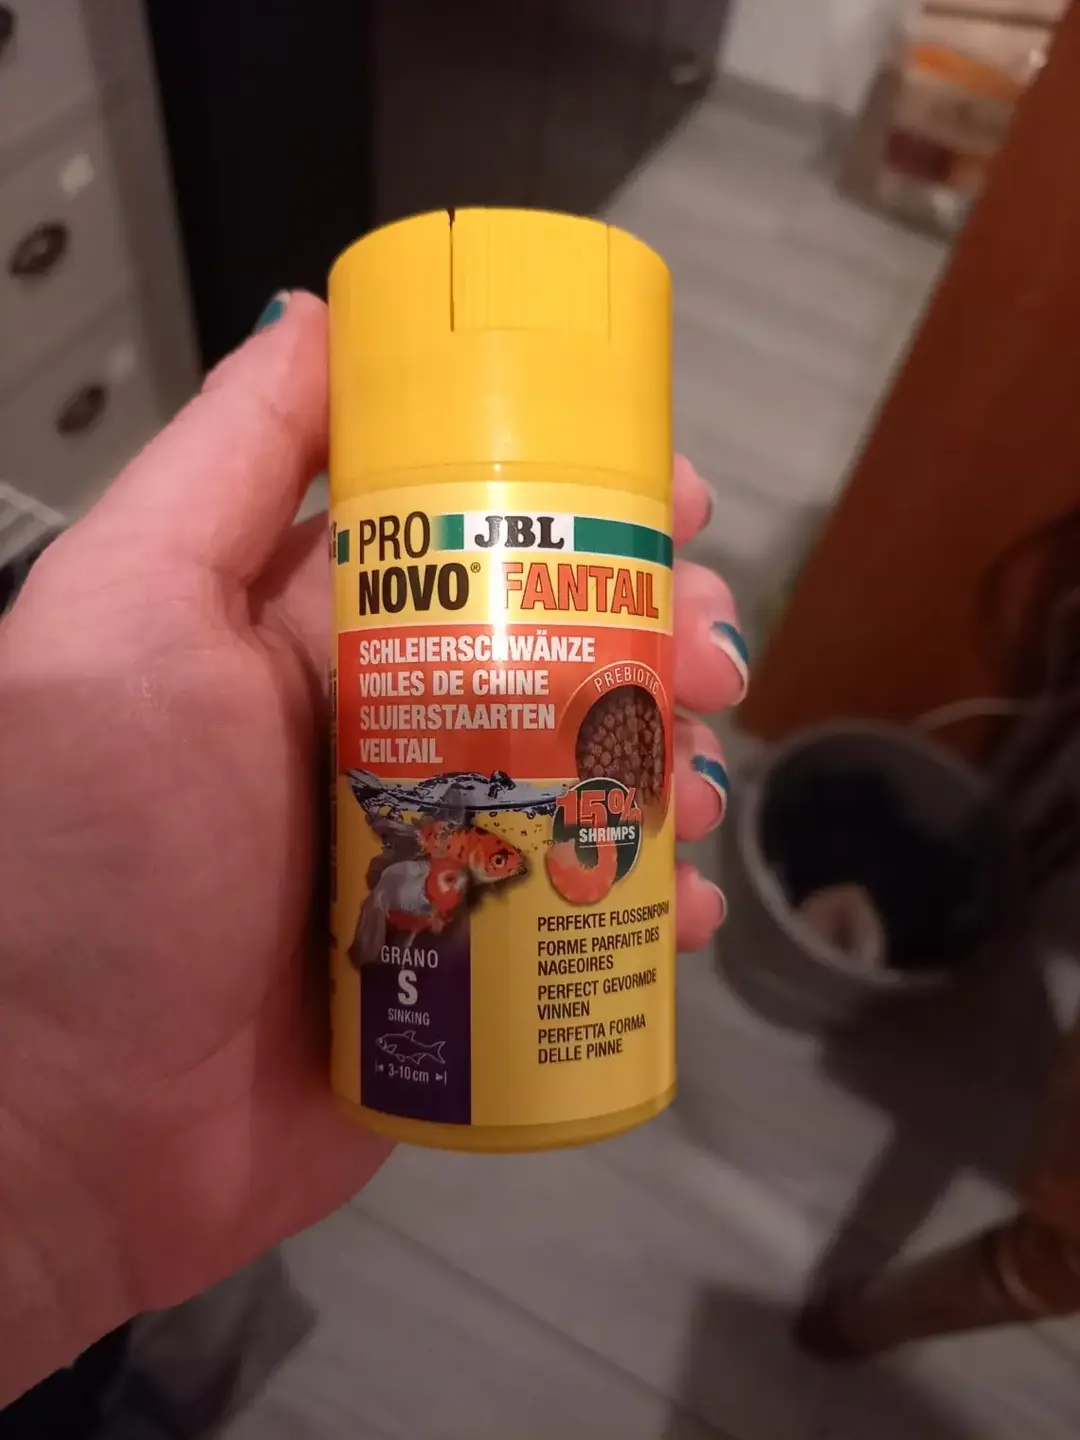 PRO JBL
NOVO® FANTAIL
SCHLEIERSCHWÄNZE
VOILES DE CHINE
SLUIERSTAARTEN
VEILTAIL
PREBIOTIC
15%
SHRIMPS
GRANO
S
SINKING
3-10 cm
PERFEKTE FLOSSENFORM
FORME PARFAITE DES
NAGEOIRES
PERFECT GEVORMDE
VINNEN
PERFETTA FORMA
DELLE PINNE